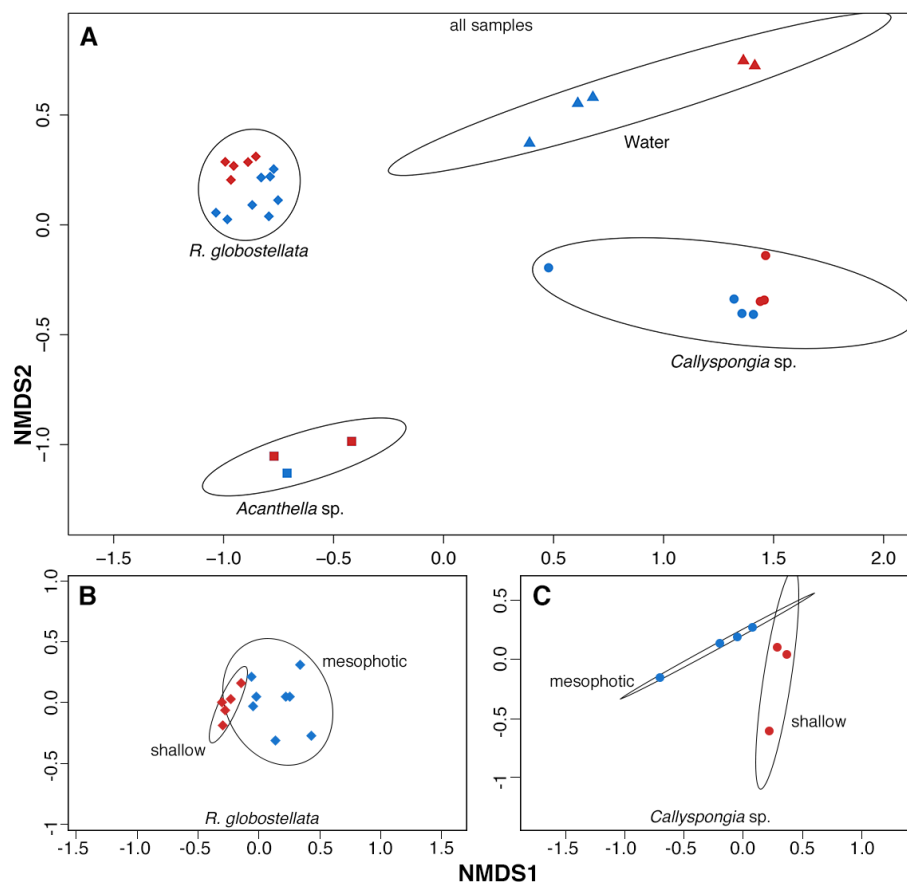 A
all samples
Water
R. globostellata
Callyspongia sp.
Acanthella sp.
NMDS2
0.5
0.0
−0.5
−1.0
−1.5 −1.0 −0.5 0.0 0.5 1.0 1.5 2.0
B
mesophotic
shallow
R. globostellata
1.0
0.5
0.0
-0.5
-1
-1.5 -1.0 -0.5 0.0 0.5 1.0 1.5
C
mesophotic
shallow
Callyspongia sp.
0.5
0.0
-0.5
-1
-1.5 -1.0 -0.5 0.0 0.5 1.0
NMDS1